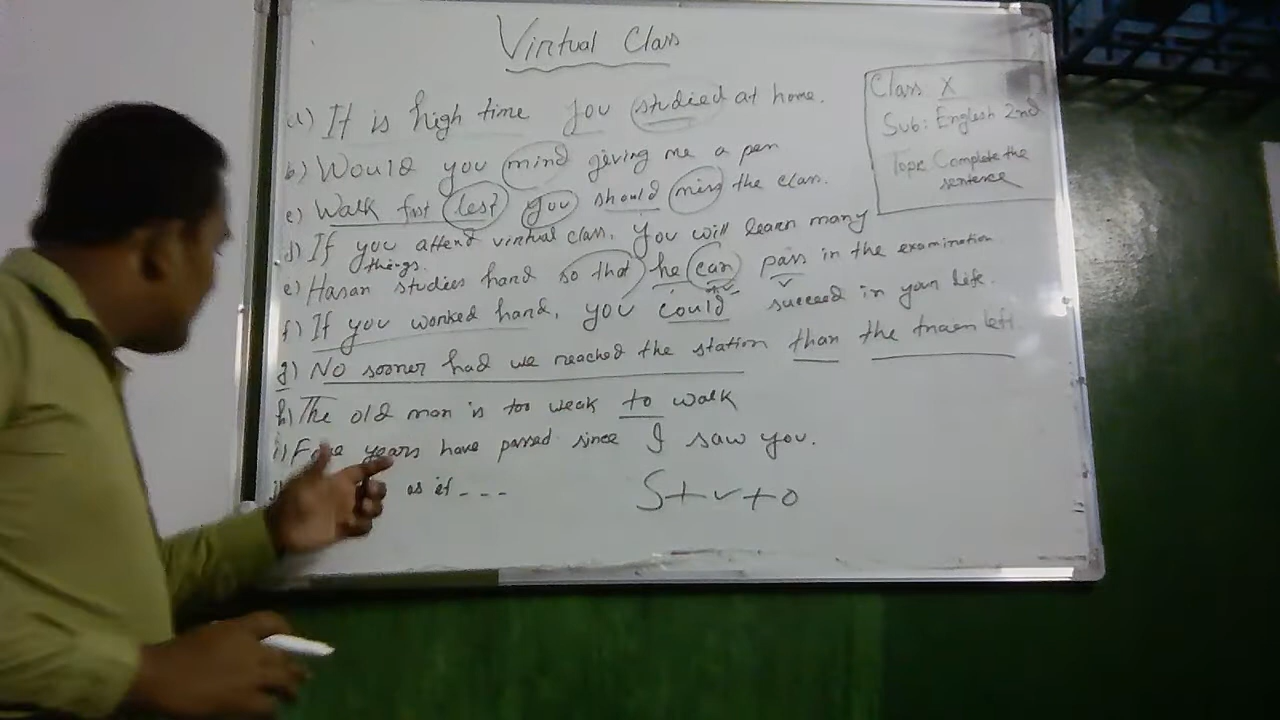 Virtual Class
Class X
Sub: English 2nd
Topic Complete the
sentence
a) It is high time you studied at home.
b) Would you mind giving me a pen
c) Walk fast lest you should miss the class.
d) If you attend virtual class, you will learn many
things.
e) Hasan studies hard so that he can pass in the examination
f) If you worked hard, you could succeed in your life.
g) No sooner had we reached the station than the train left
h) The old man is too weak to walk
i) Five years have passed since I saw you.
as if - - -
S+v+o